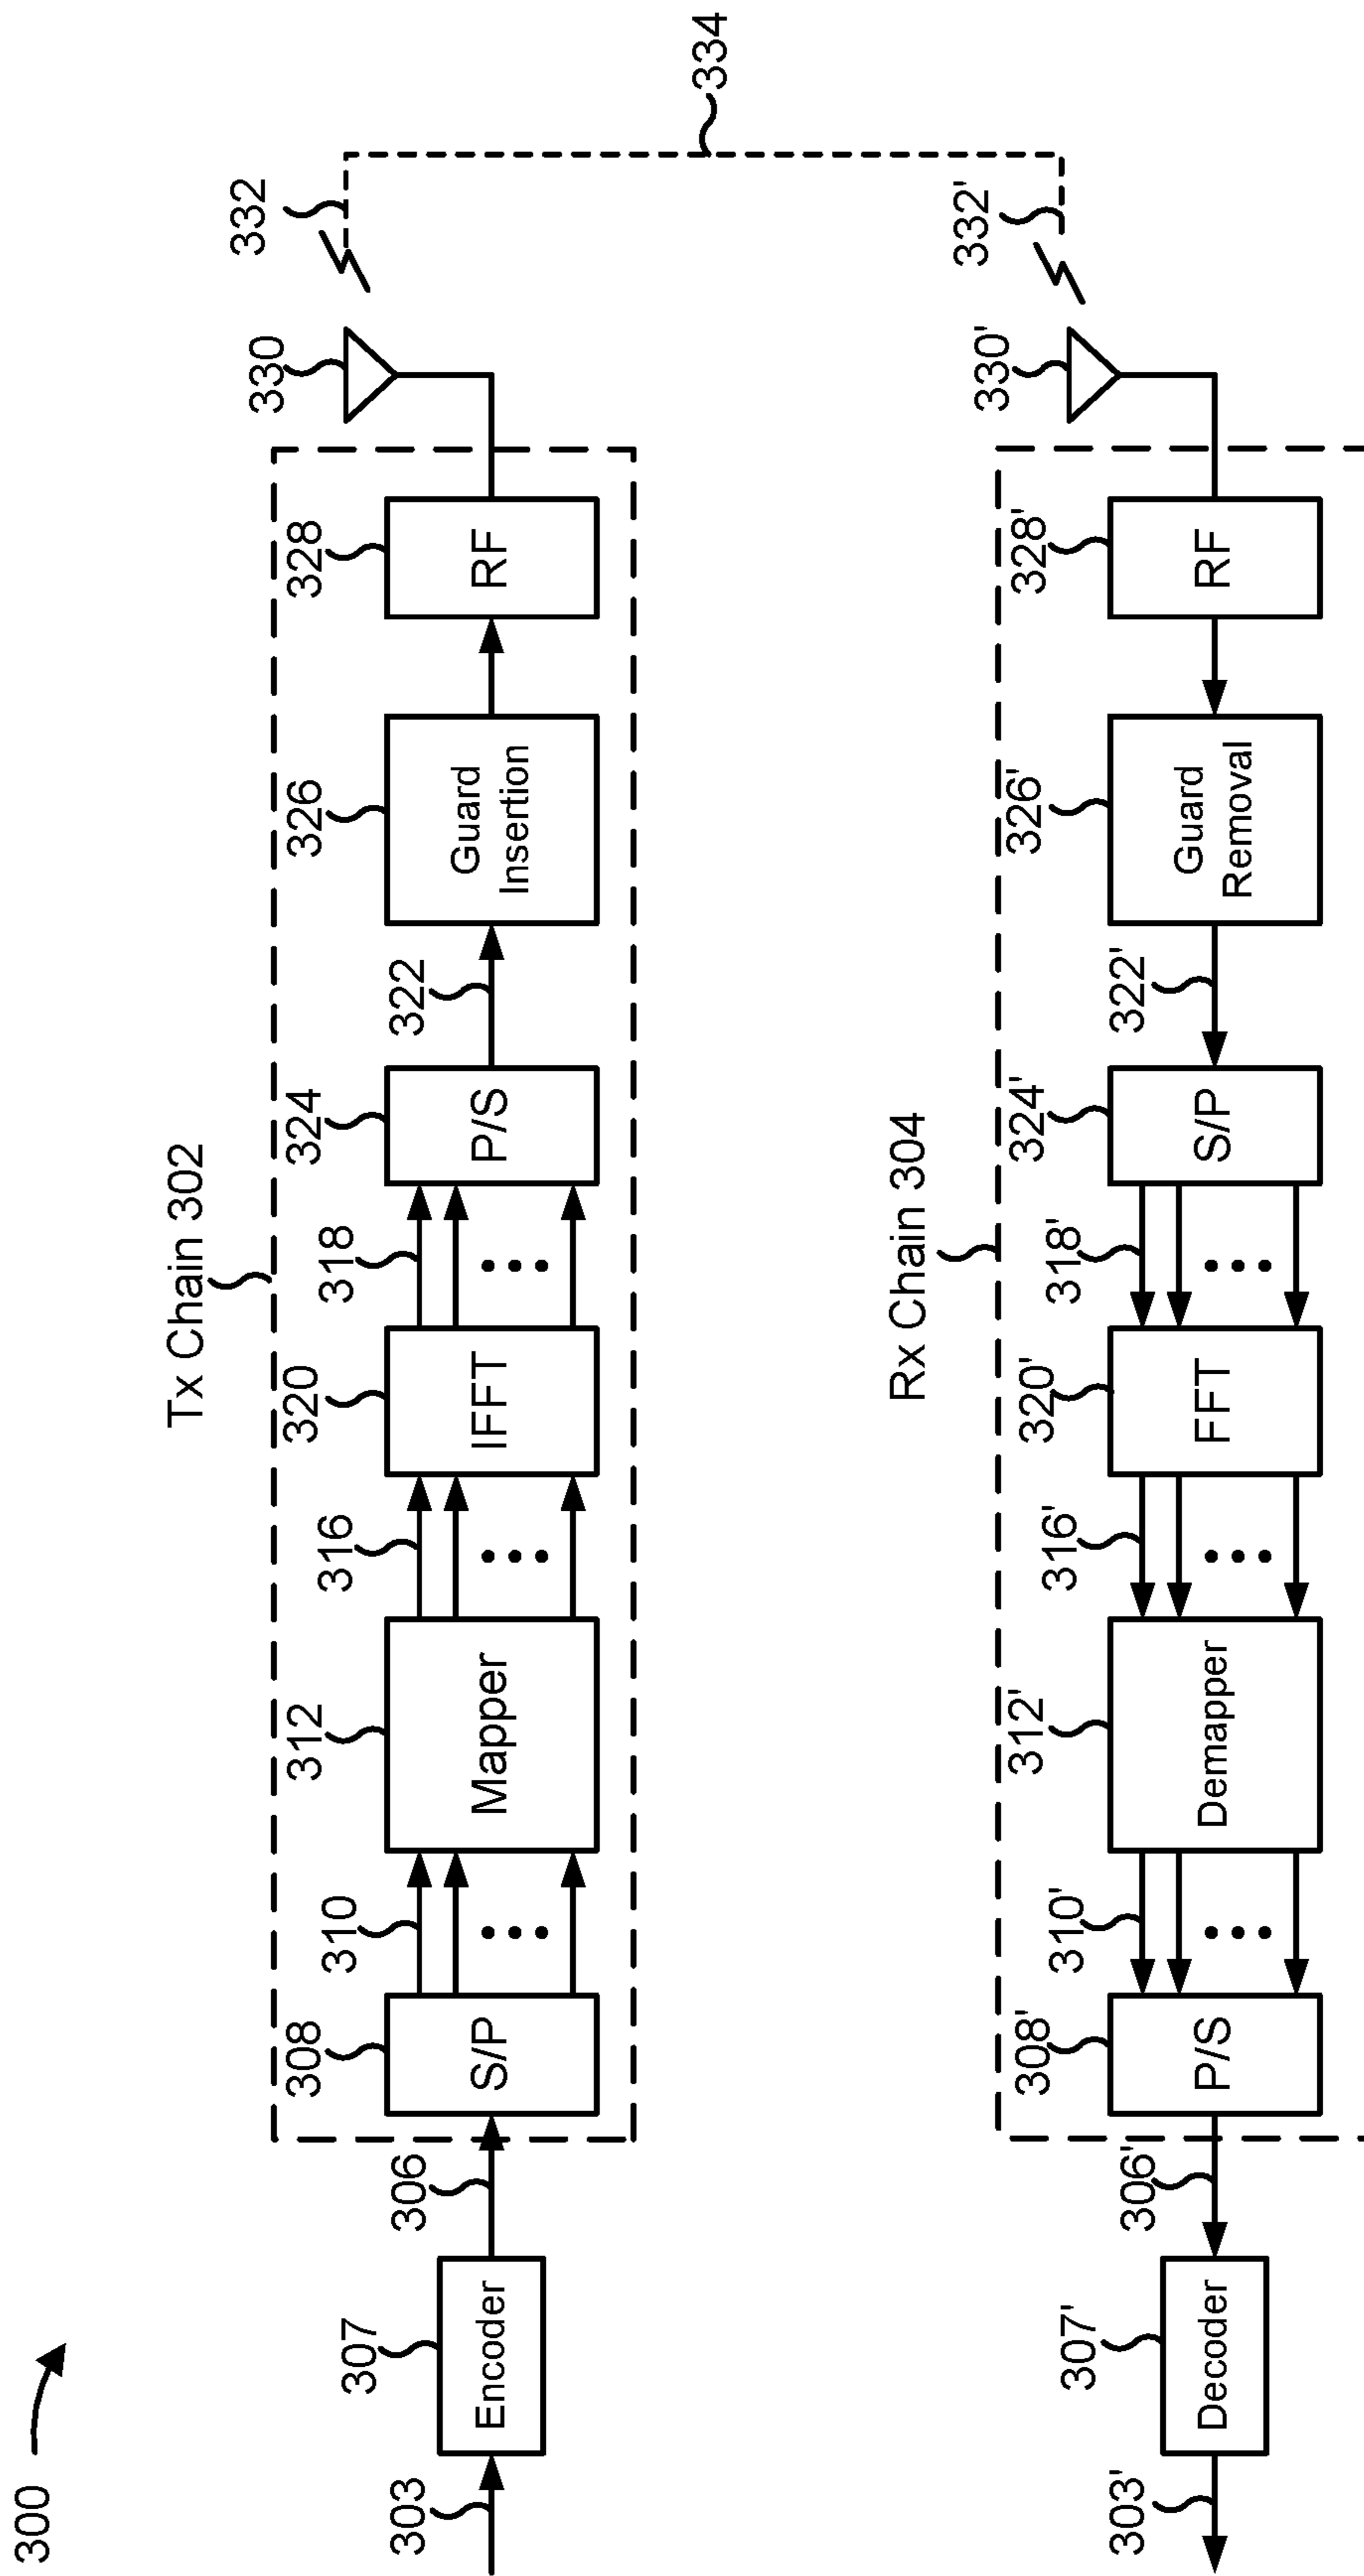 300
Tx Chain 302
303
307
Encoder
306
308
S/P
310
312
Mapper
316
320
IFFT
318
324
P/S
322
326
Guard
Insertion
328
RF
330
332
334
Rx Chain 304
303'
307'
Decoder
306'
308'
P/S
310'
312'
Demapper
316'
320'
FFT
318'
324'
S/P
322'
326'
Guard
Removal
328'
RF
330'
332'